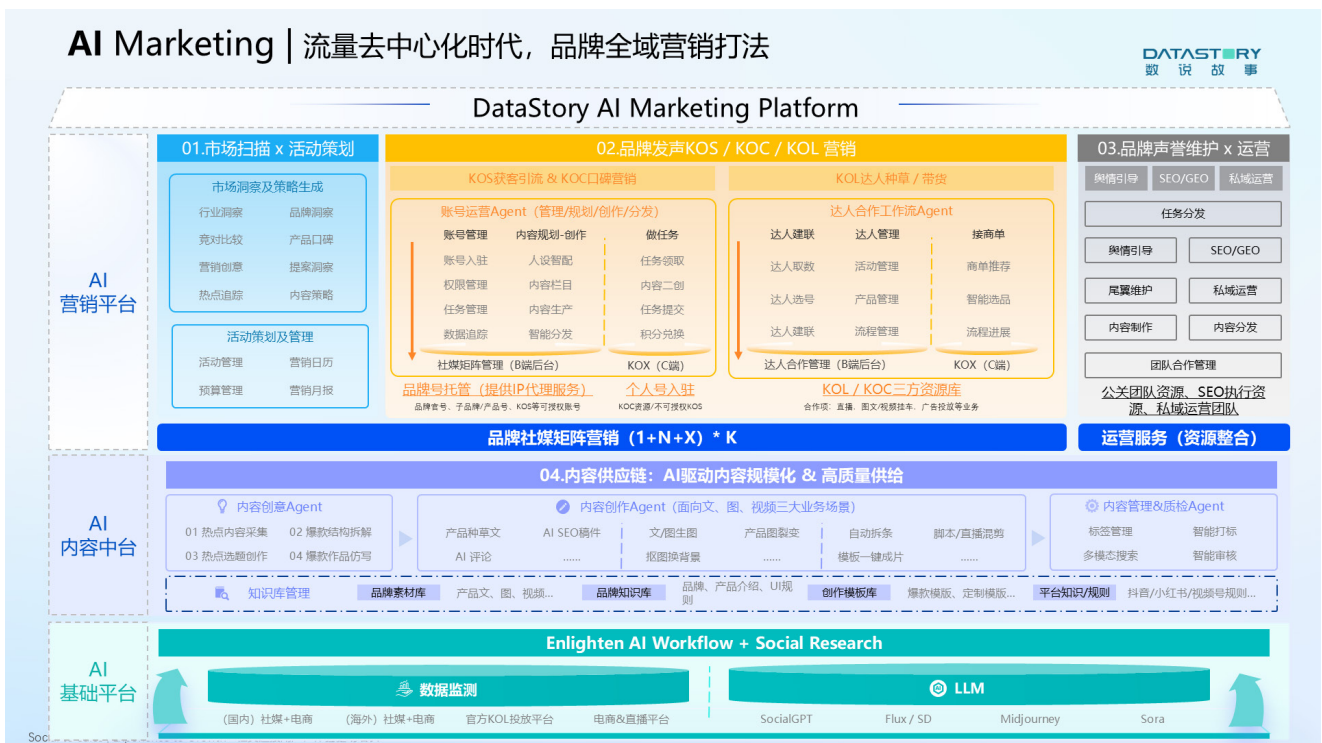 AI Marketing | 流量去中心化时代，品牌全域营销打法
DATASTORY
数说故事
DataStory AI Marketing Platform
AI
营销平台
01.市场扫描 x 活动策划
市场洞察及策略生成
行业洞察 品牌洞察
竞对比较 产品口碑
营销创意 提案洞察
热点追踪 内容策略
活动策划及管理
活动管理 营销日历
预算管理 营销月报
02.品牌发声KOS / KOC / KOL 营销
KOS获客引流 & KOC口碑营销
账号运营Agent（管理/规划/创作/分发）
账号管理 内容规划-创作 做任务
账号入驻 人设智配 任务领取
权限管理 内容栏目 内容二创
任务管理 内容生产 任务提交
数据追踪 智能分发 积分兑换
社媒矩阵管理（B端后台） KOX（C端）
品牌号托管（提供IP代理服务） 个人号入驻
品牌官号、子品牌/产品号、KOS等可授权账号 KOC资源/不可授权KOS
KOL达人种草 / 带货
达人合作工作流Agent
达人建联 达人管理 接商单
达人取数 活动管理 商单推荐
达人选号 产品管理 智能选品
达人建联 流程管理 流程进展
达人合作管理（B端后台） KOX（C端）
KOL / KOC三方资源库
合作项：直播、图文/视频挂车、广告投放等业务
品牌社媒矩阵营销（1+N+X）* K
03.品牌声誉维护 x 运营
舆情引导 SEO/GEO 私域运营
任务分发
舆情引导 SEO/GEO
尾翼维护 私域运营
内容制作 内容分发
团队合作管理
公关团队资源、SEO执行资
源、私域运营团队
运营服务（资源整合）
AI
内容中台
04.内容供应链：AI驱动内容规模化 & 高质量供给
内容创意Agent
01 热点内容采集 02 爆款结构拆解
03 热点选题创作 04 爆款作品仿写
内容创作Agent（面向文、图、视频三大业务场景）
产品种草文 AI SEO稿件 文/图生图 产品图裂变 自动拆条 脚本/直播混剪
AI 评论 ...... 抠图换背景 ...... 模板一键成片 ......
内容管理&质检Agent
标签管理 智能打标
多模态搜索 智能审核
知识库管理 品牌素材库 产品文、图、视频... 品牌知识库 品牌、产品介绍、UI规
则 创作模板库 爆款模版、定制模版... 平台知识/规则 抖音/小红书/视频号规则...
AI
基础平台
Enlighten AI Workflow + Social Research
数据监测
（国内）社媒+电商 （海外）社媒+电商 官方KOL投放平台 电商&直播平台
LLM
SocialGPT Flux / SD Midjourney Sora
Soc